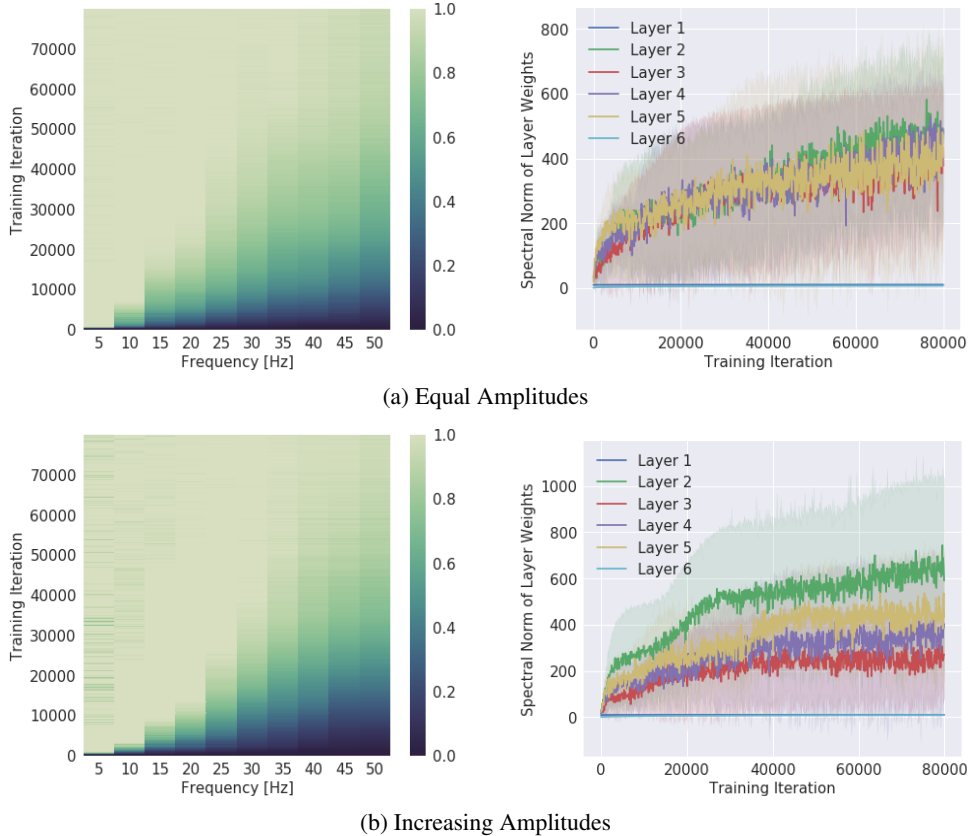 1.0
0.8
0.6
0.4
0.2
0.0
70000
60000
50000
40000
30000
20000
10000
0
Training Iteration
5 10 15 20 25 30 35 40 45 50
Frequency [Hz]
800
600
400
200
0
Spectral Norm of Layer Weights
Layer 1
Layer 2
Layer 3
Layer 4
Layer 5
Layer 6
0 20000 40000 60000 80000
Training Iteration
(a) Equal Amplitudes
1.0
0.8
0.6
0.4
0.2
0.0
70000
60000
50000
40000
30000
20000
10000
0
Training Iteration
5 10 15 20 25 30 35 40 45 50
Frequency [Hz]
1000
800
600
400
200
0
Spectral Norm of Layer Weights
Layer 1
Layer 2
Layer 3
Layer 4
Layer 5
Layer 6
0 20000 40000 60000 80000
Training Iteration
(b) Increasing Amplitudes